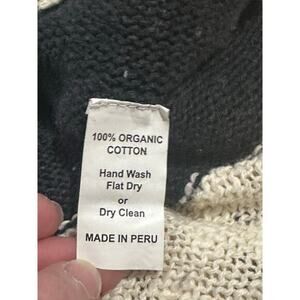 100% ORGANIC
COTTON
Hand Wash
Flat Dry
or
Dry Clean
MADE IN PERU